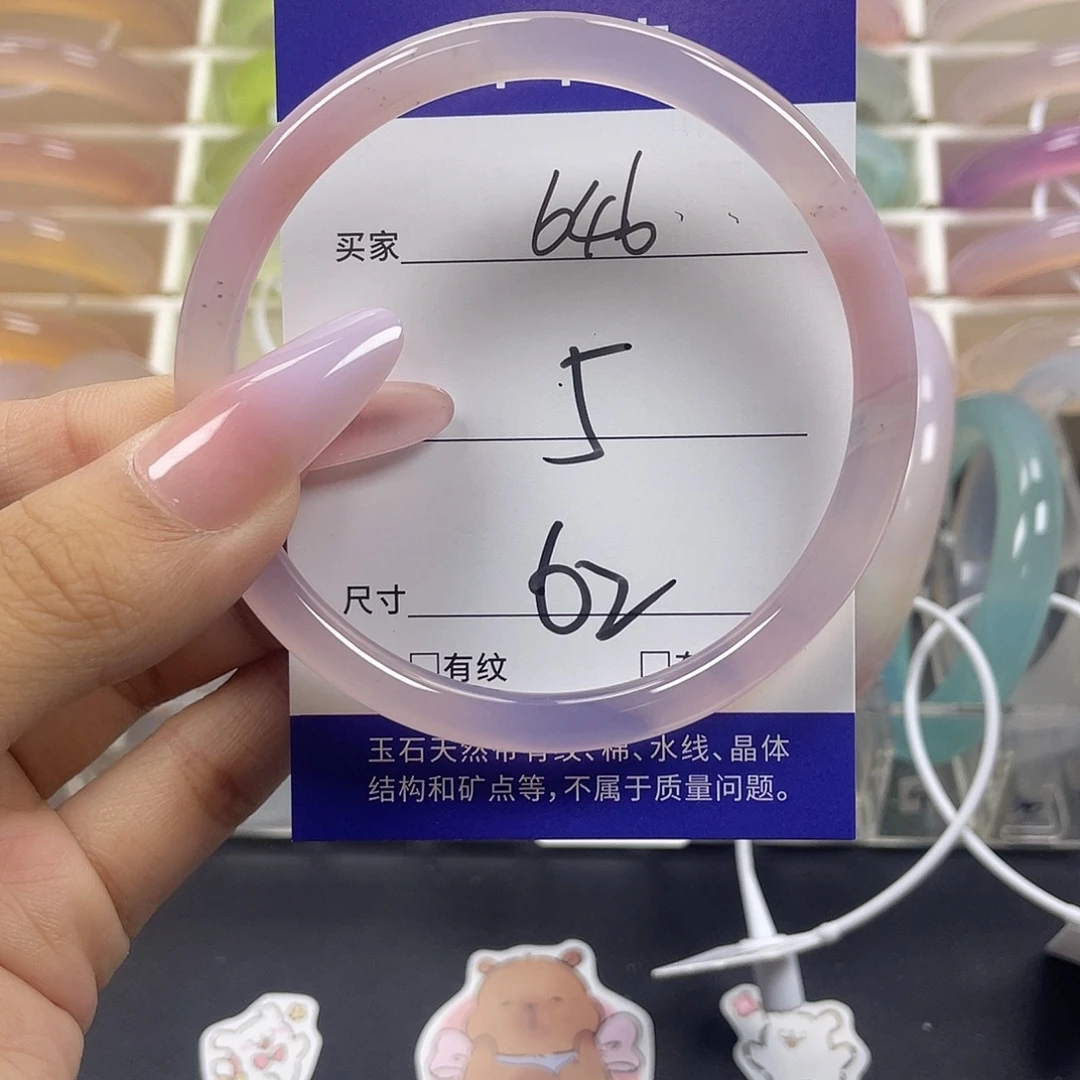 买家 646
5
尺寸 62
□有纹 □
玉石天然带有纹、棉、水线、晶体
结构和矿点等，不属于质量问题。